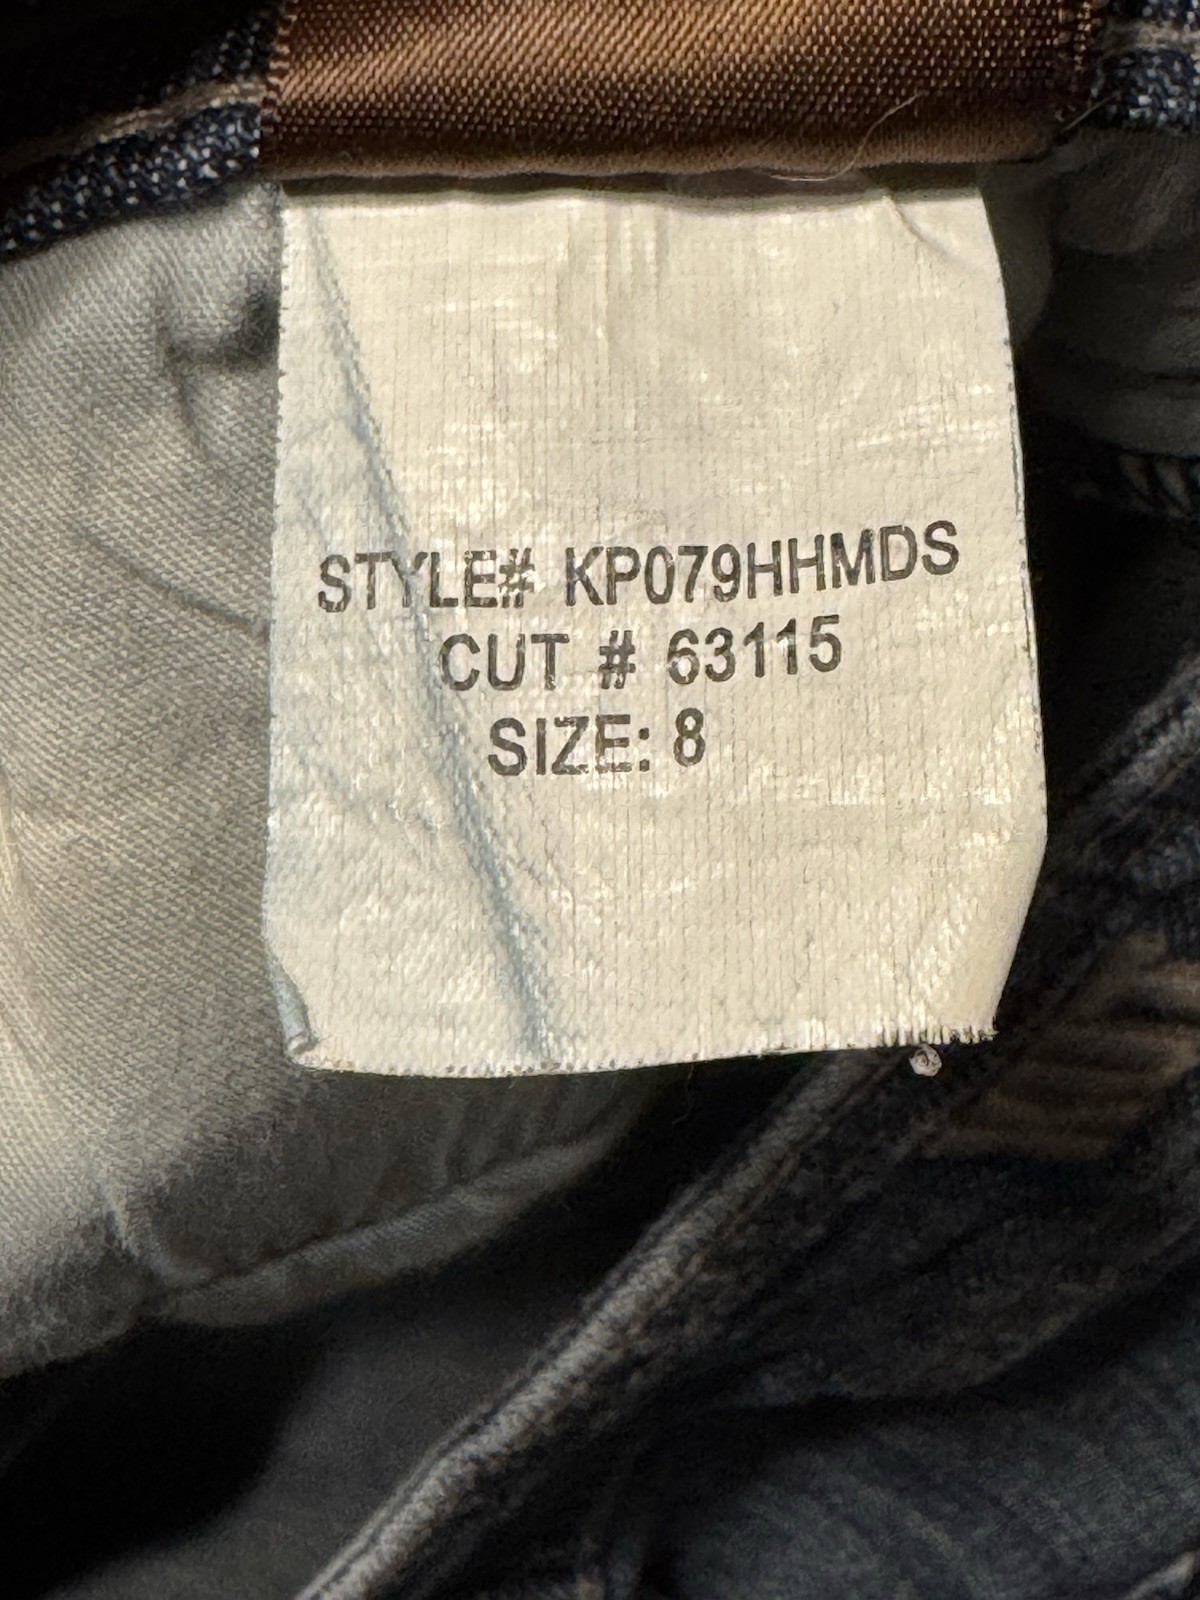 STYLE# KP079HHMDS
CUT # 63115
SIZE: 8